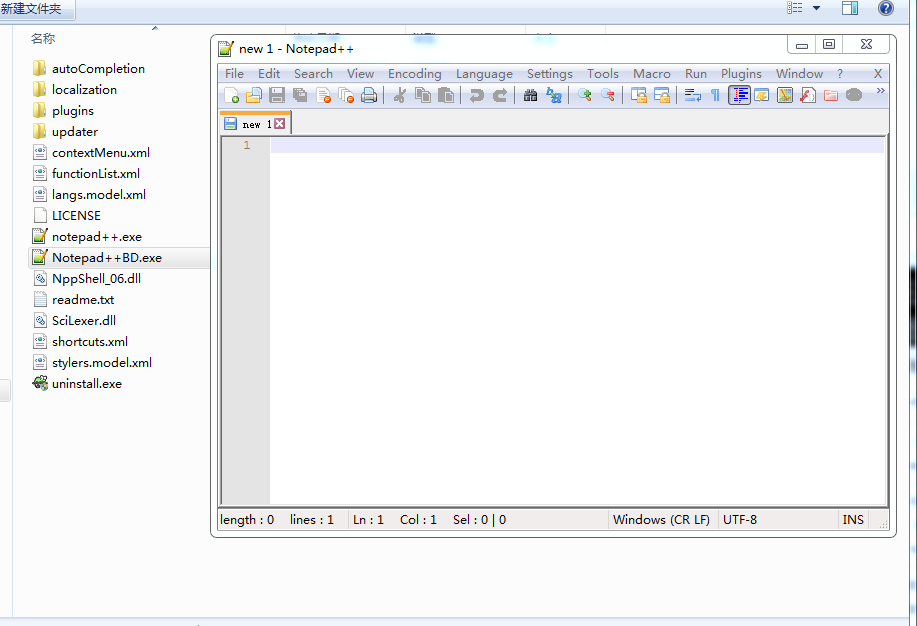 新建文件夹
名称
autoCompletion
localization
plugins
updater
contextMenu.xml
functionList.xml
langs.model.xml
LICENSE
notepad++.exe
Notepad++BD.exe
NppShell_06.dll
readme.txt
SciLexer.dll
shortcuts.xml
stylers.model.xml
uninstall.exe
new 1 - Notepad++
File Edit Search View Encoding Language Settings Tools Macro Run Plugins Window ? X
new 1
1
length : 0 lines : 1 Ln : 1 Col : 1 Sel : 0 | 0 Windows (CR LF) UTF-8 INS